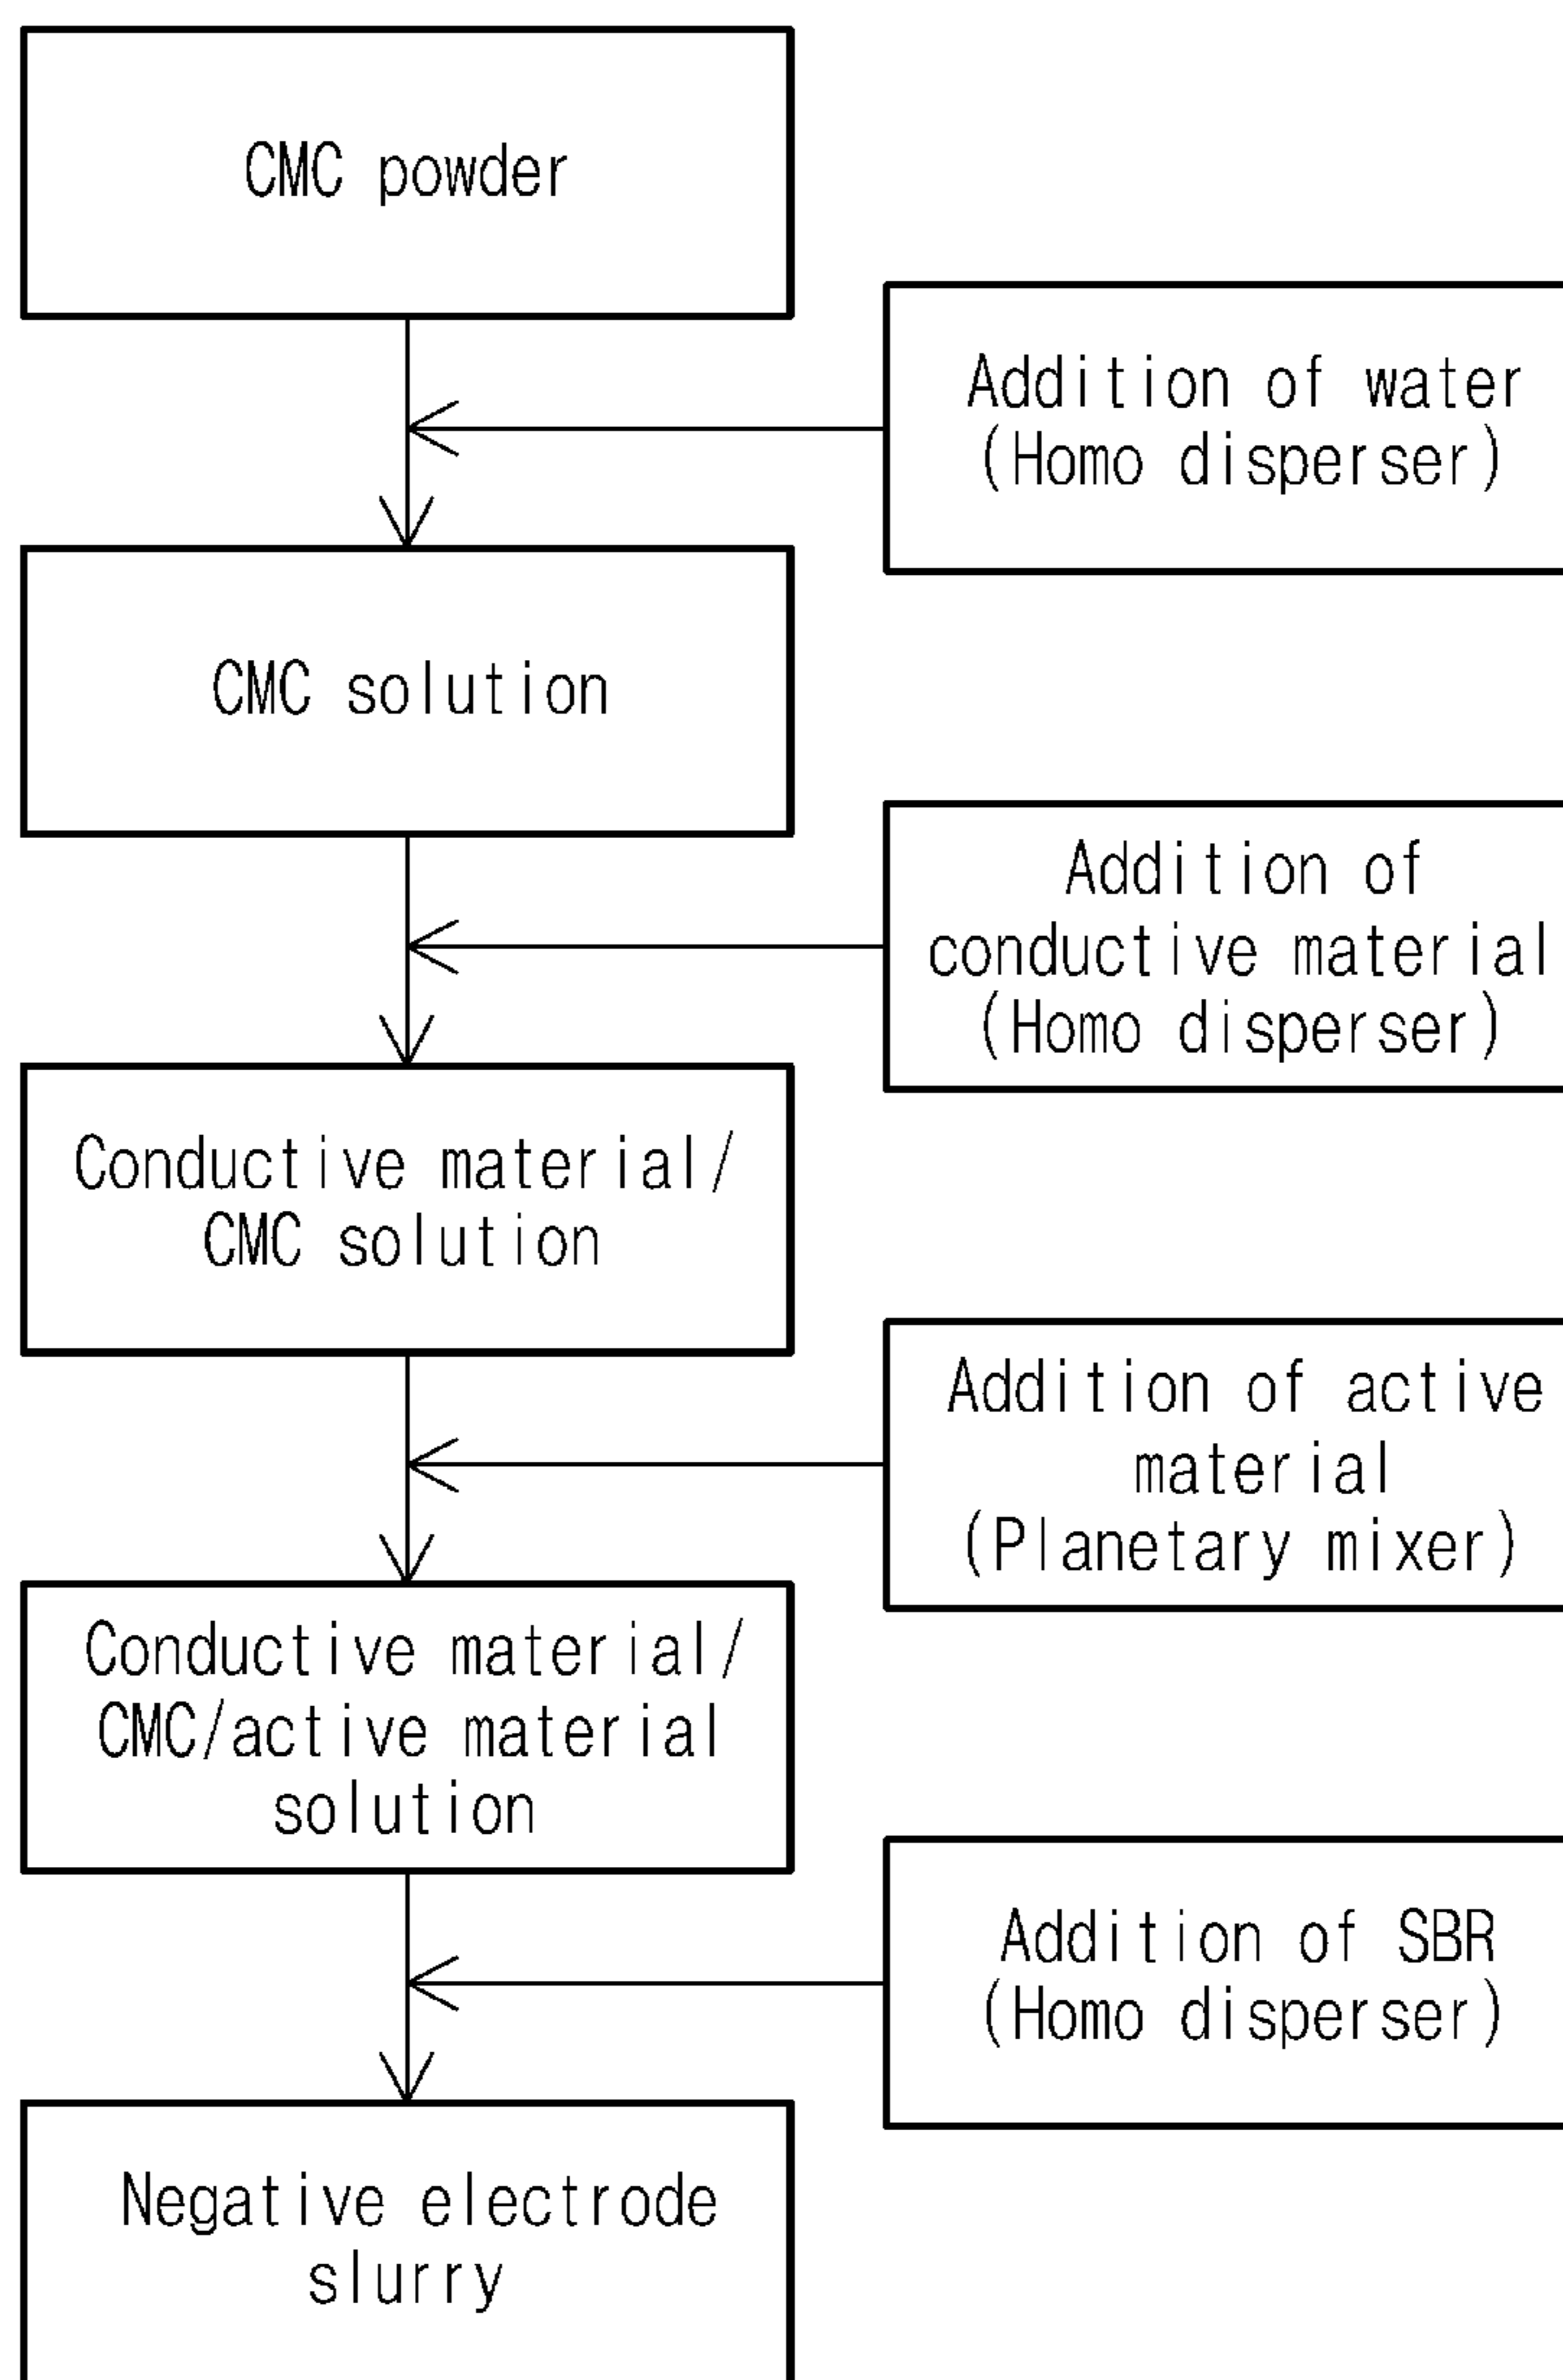 CMC powder
Addition of water
(Homo disperser)
CMC solution
Addition of
conductive material
(Homo disperser)
Conductive material/
CMC solution
Addition of active
material
(Planetary mixer)
Conductive material/
CMC/active material
solution
Addition of SBR
(Homo disperser)
Negative electrode
slurry